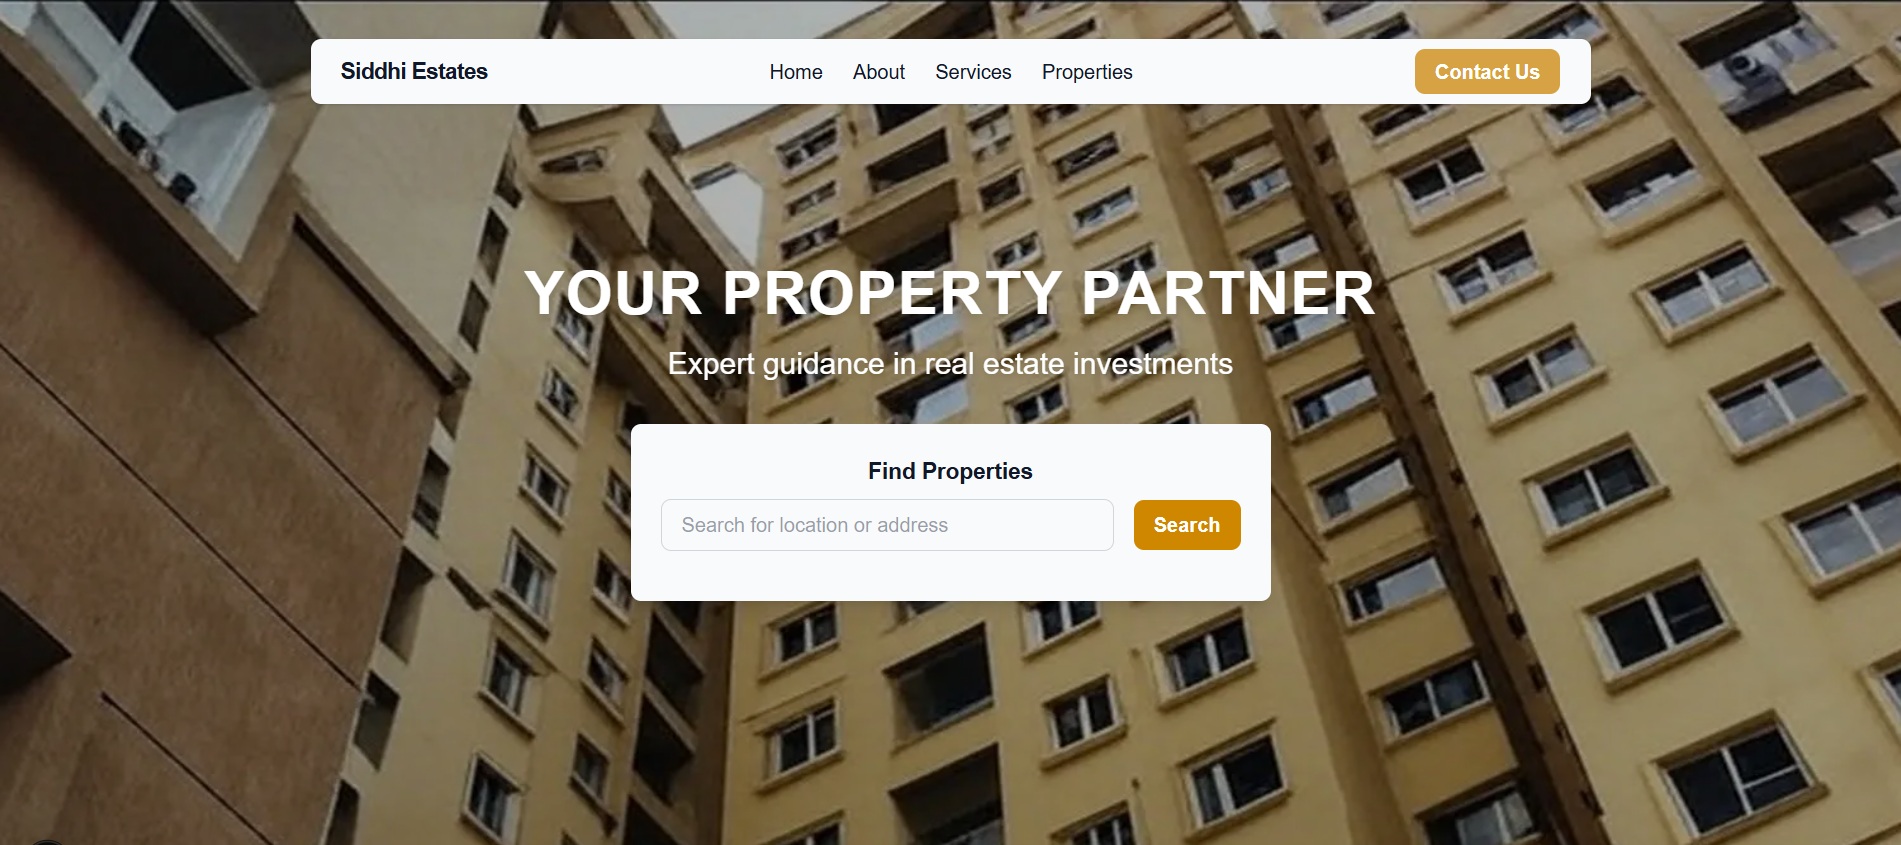 Siddhi Estates
Home About Services Properties
Contact Us
YOUR PROPERTY PARTNER
Expert guidance in real estate investments
Find Properties
Search for location or address
Search